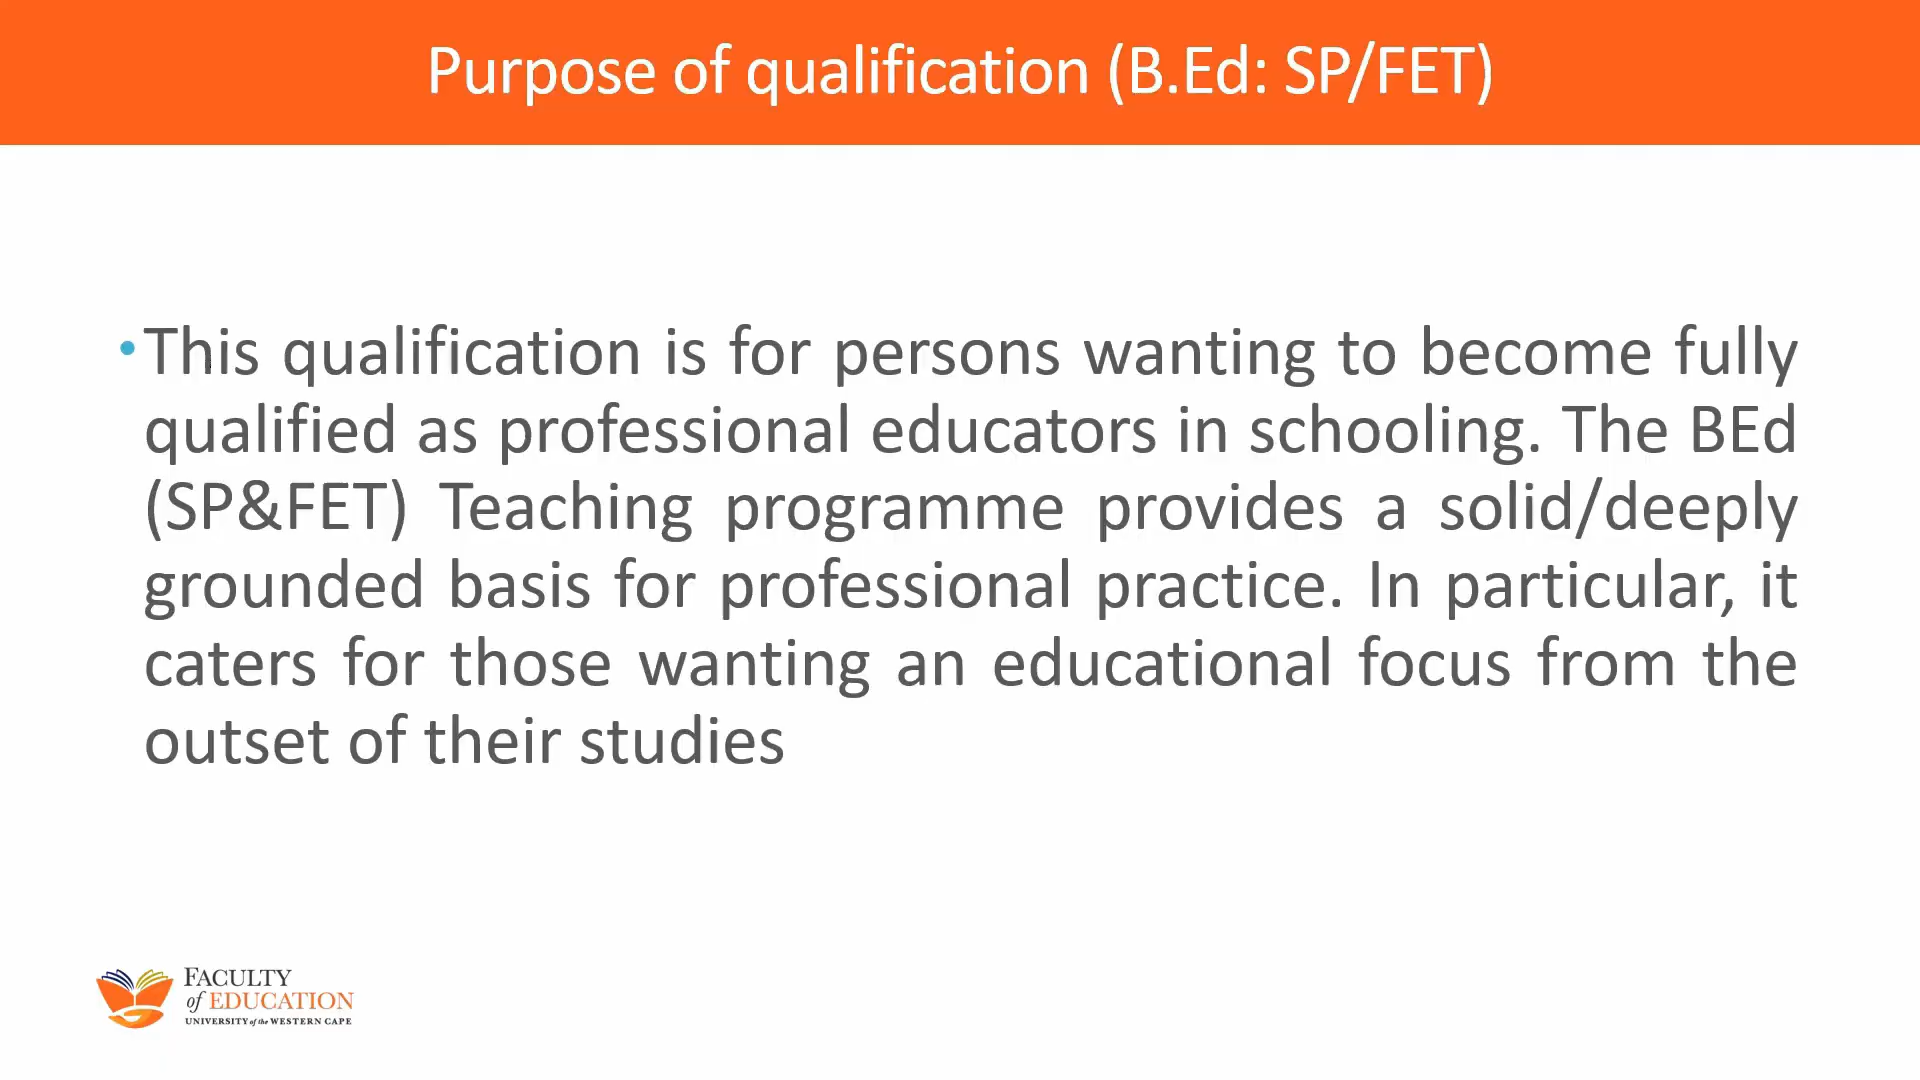 Purpose of qualification (B.Ed: SP/FET)
•This qualification is for persons wanting to become fully
qualified as professional educators in schooling. The BEd
(SP&FET) Teaching programme provides a solid/deeply
grounded basis for professional practice. In particular, it
caters for those wanting an educational focus from the
outset of their studies
FACULTY
of EDUCATION
UNIVERSITY of the WESTERN CAPE